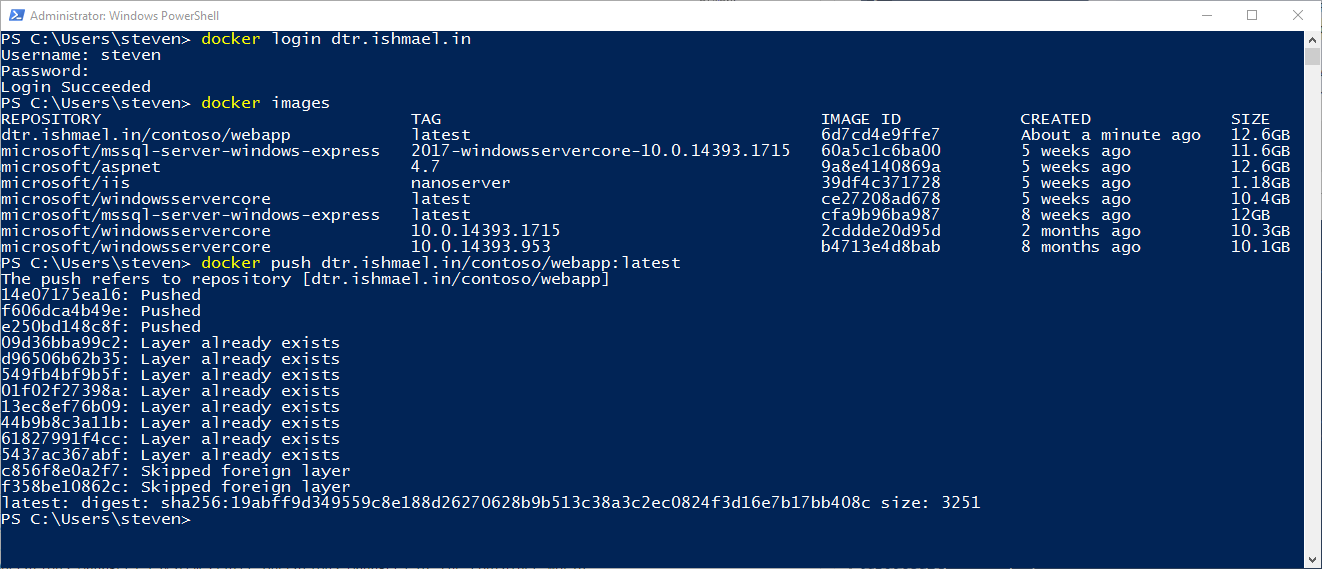 Administrator: Windows PowerShell
PS C:\Users\steven> docker login dtr.ishmael.in
Username: steven
Password:
Login Succeeded
PS C:\Users\steven> docker images
REPOSITORY TAG IMAGE ID CREATED SIZE
dtr.ishmael.in/contoso/webapp latest 6d7cd4e9ffe7 About a minute ago 12.6GB
microsoft/mssql-server-windows-express 2017-windowsservercore-10.0.14393.1715 60a5c1c6ba00 5 weeks ago 11.6GB
microsoft/aspnet 4.7 9a8e4140869a 5 weeks ago 12.6GB
microsoft/iis nanoserver 39df4c371728 5 weeks ago 1.18GB
microsoft/windowsservercore latest ce27208ad678 5 weeks ago 10.4GB
microsoft/mssql-server-windows-express latest cfa9b96ba987 8 weeks ago 12GB
microsoft/windowsservercore 10.0.14393.1715 2cddde20d95d 2 months ago 10.3GB
microsoft/windowsservercore 10.0.14393.953 b4713e4d8bab 8 months ago 10.1GB
PS C:\Users\steven> docker push dtr.ishmael.in/contoso/webapp:latest
The push refers to repository [dtr.ishmael.in/contoso/webapp]
14e07175ea16: Pushed
f606dca4b49e: Pushed
e250bd148c8f: Pushed
09d36bba99c2: Layer already exists
d96506b62b35: Layer already exists
549fb4bf9b5f: Layer already exists
01f02f27398a: Layer already exists
13ec8ef76b09: Layer already exists
44b9b8c3a11b: Layer already exists
61827991f4cc: Layer already exists
5437ac367abf: Layer already exists
c856f8e0a2f7: Skipped foreign layer
f358be10862c: Skipped foreign layer
latest: digest: sha256:19abff9d349559c8e188d26270628b9b513c38a3c2ec0824f3d16e7b17bb408c size: 3251
PS C:\Users\steven>